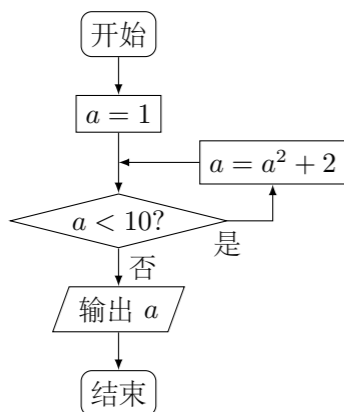 开始
a = 1
a = a² + 2
a < 10?
是
否
输出 a
结束